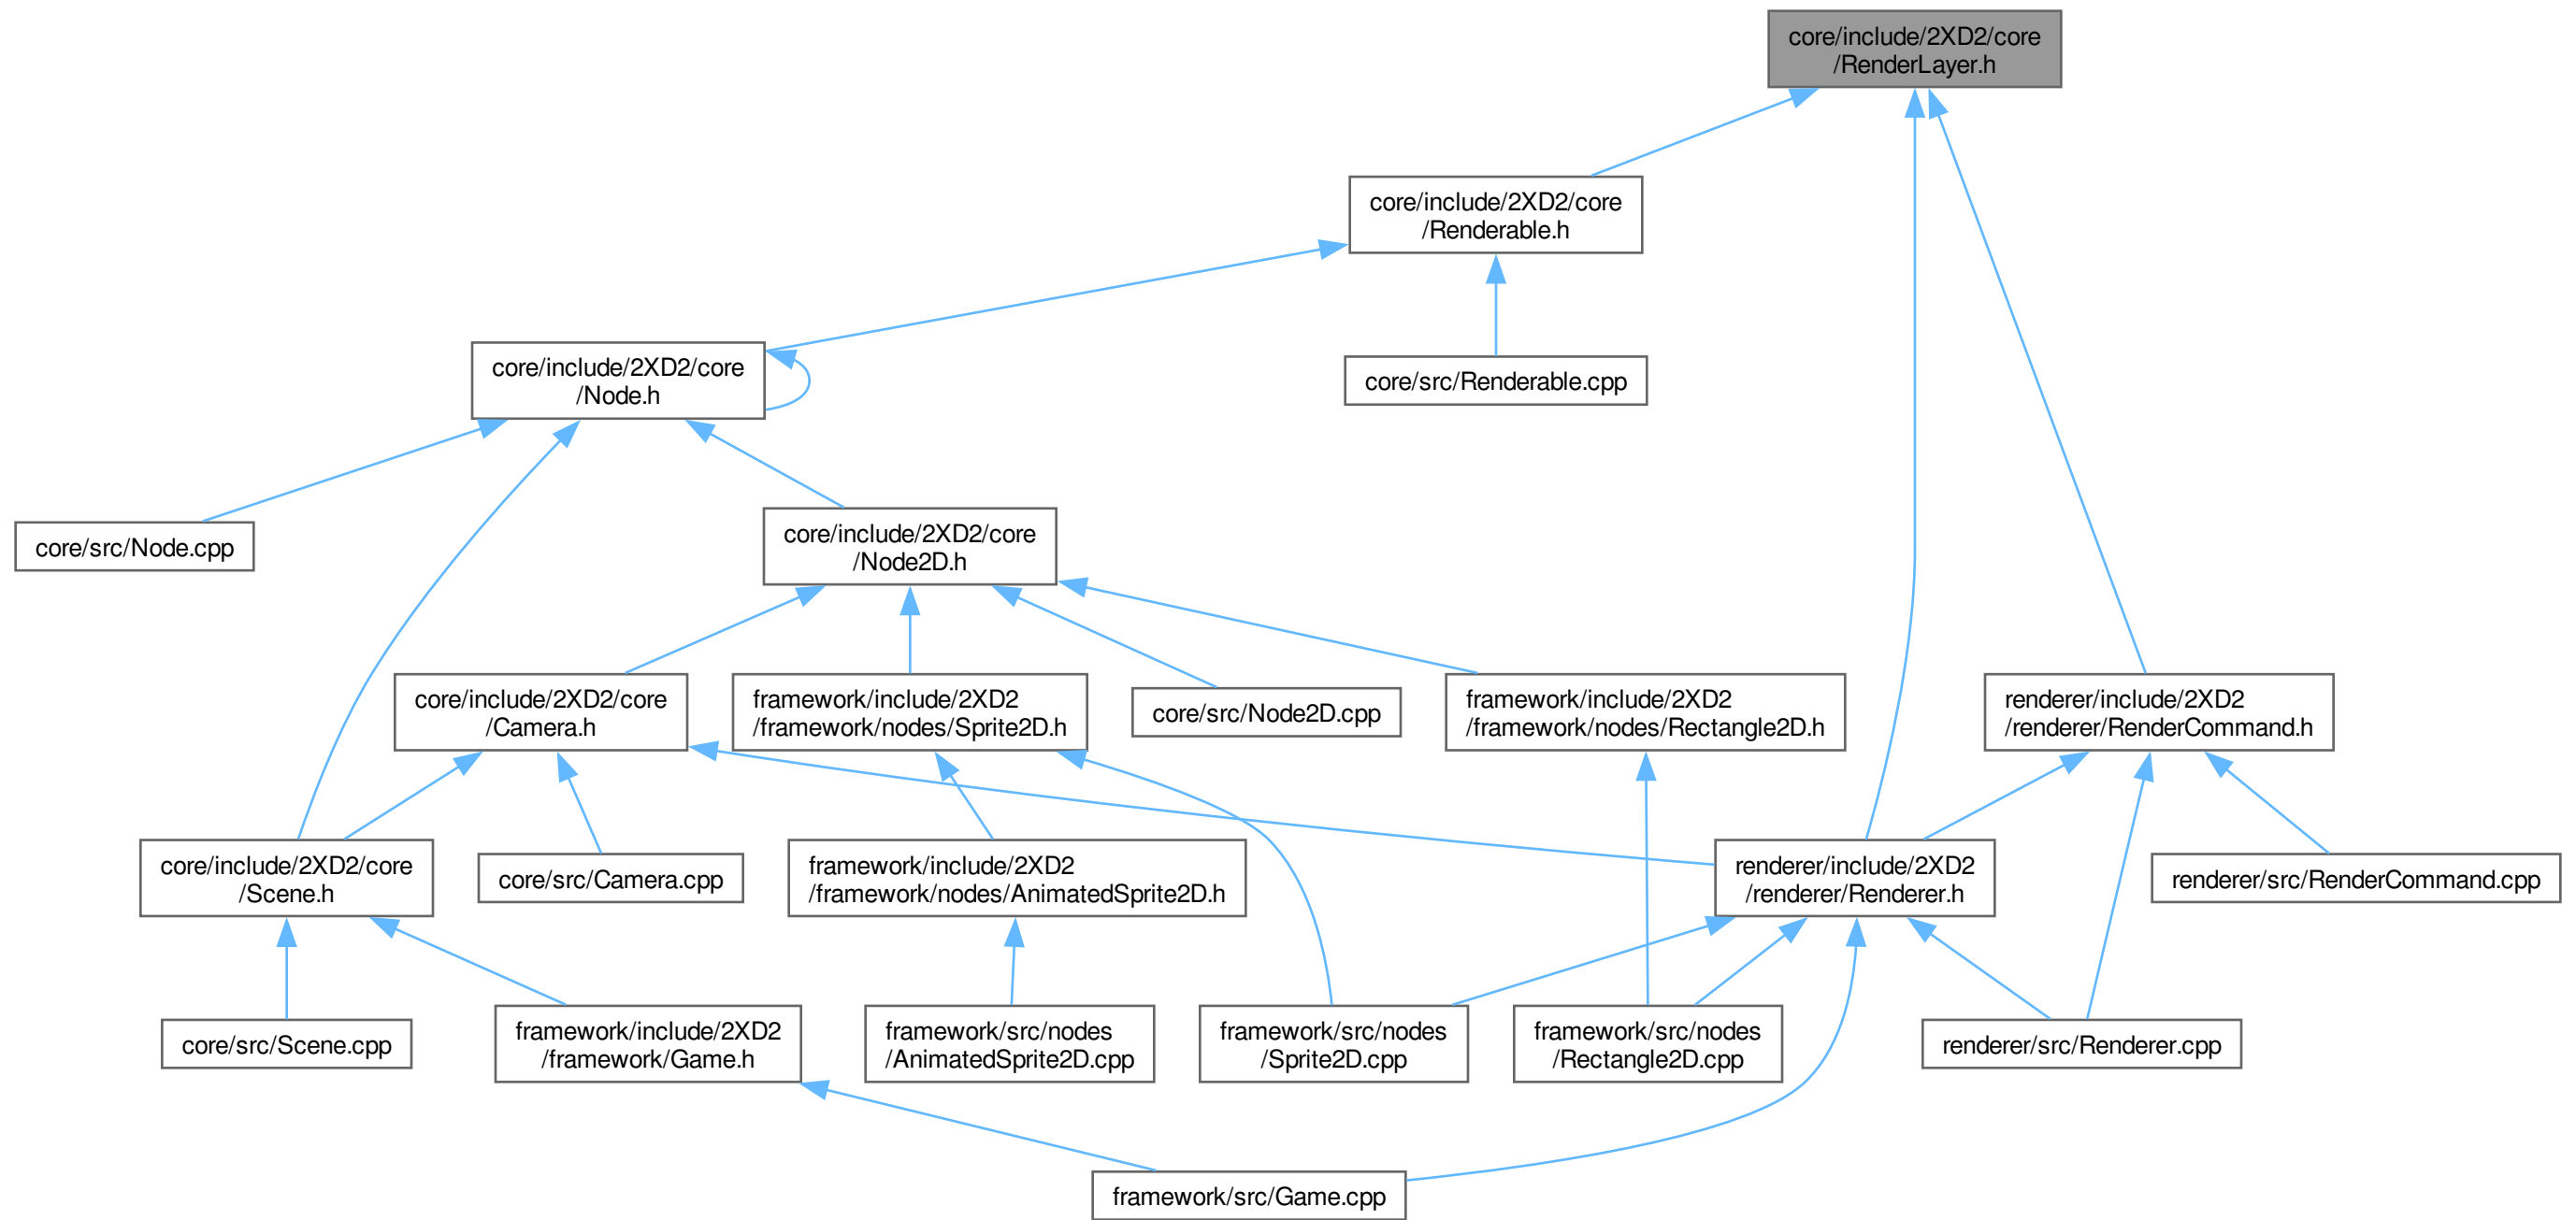 core/include/2XD2/core
/RenderLayer.h
core/include/2XD2/core
/Renderable.h
core/include/2XD2/core
/Node.h
core/src/Renderable.cpp
core/src/Node.cpp
core/include/2XD2/core
/Node2D.h
core/include/2XD2/core
/Camera.h
framework/include/2XD2
/framework/nodes/Sprite2D.h
core/src/Node2D.cpp
framework/include/2XD2
/framework/nodes/Rectangle2D.h
renderer/include/2XD2
/renderer/RenderCommand.h
core/include/2XD2/core
/Scene.h
core/src/Camera.cpp
framework/include/2XD2
/framework/nodes/AnimatedSprite2D.h
renderer/include/2XD2
/renderer/Renderer.h
renderer/src/RenderCommand.cpp
core/src/Scene.cpp
framework/include/2XD2
/framework/Game.h
framework/src/nodes
/AnimatedSprite2D.cpp
framework/src/nodes
/Sprite2D.cpp
framework/src/nodes
/Rectangle2D.cpp
renderer/src/Renderer.cpp
framework/src/Game.cpp